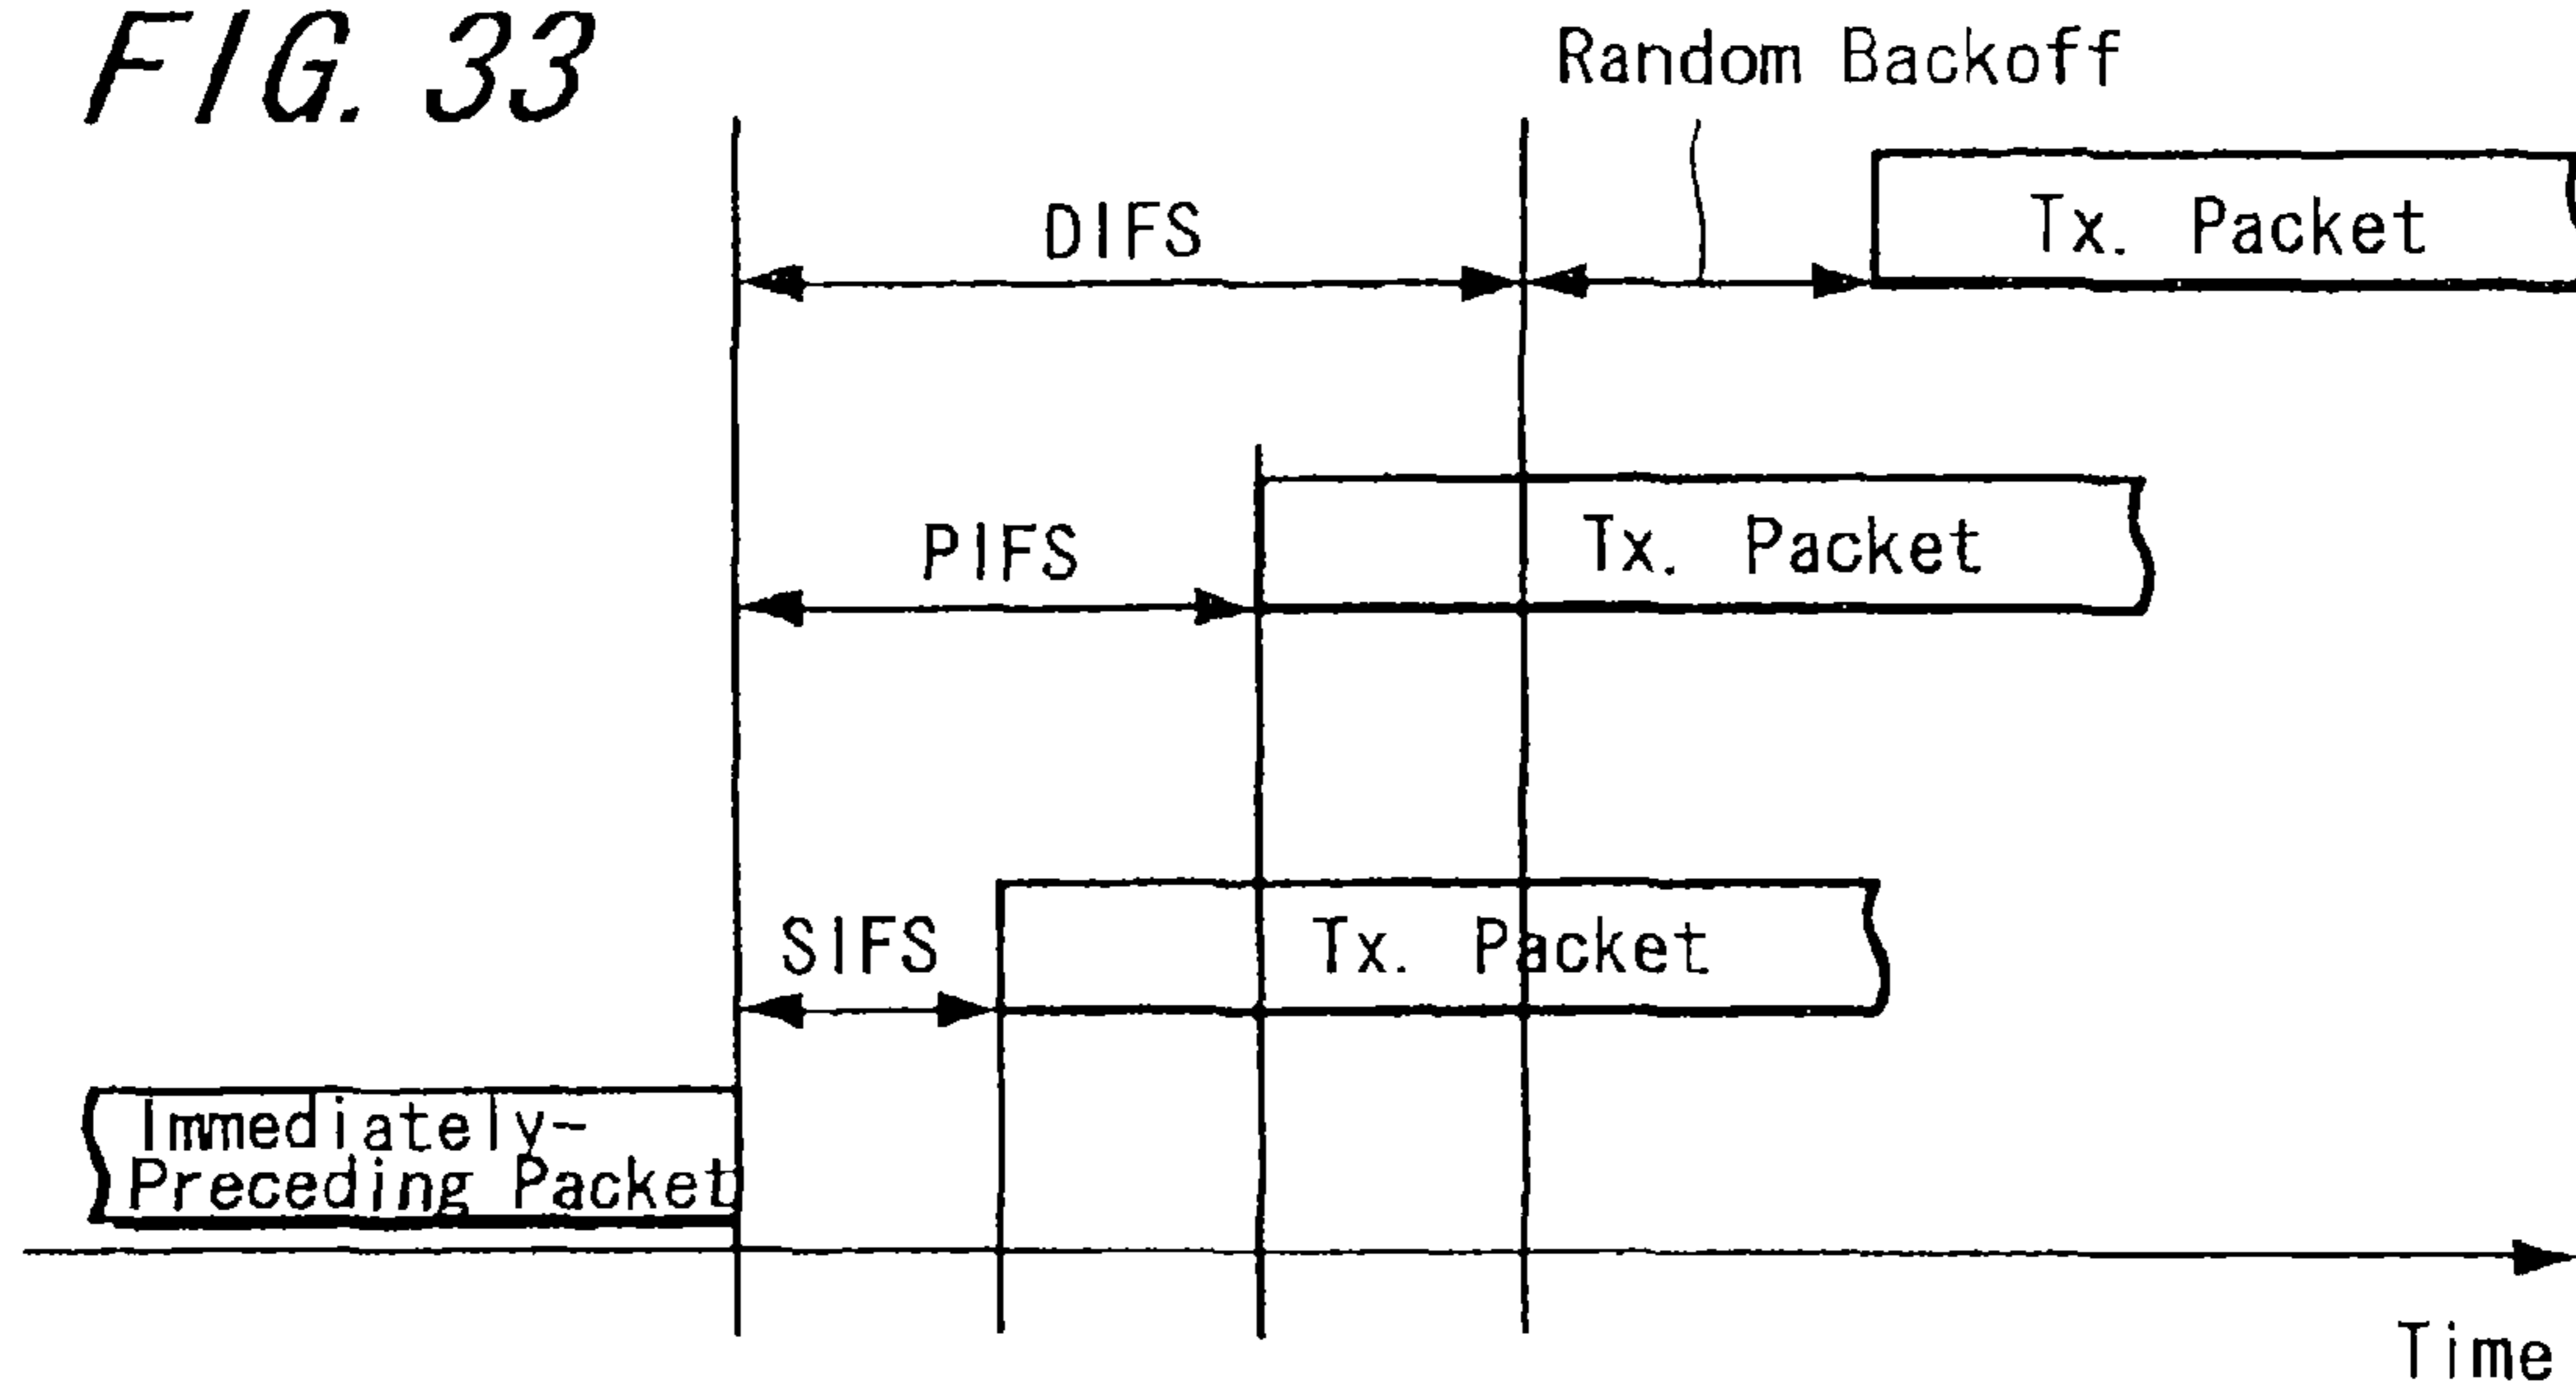 FIG. 33
Random Backoff
DIFS
Tx. Packet
PIFS
Tx. Packet
SIFS
Tx. Packet
Immediately-
Preceding Packet
Time